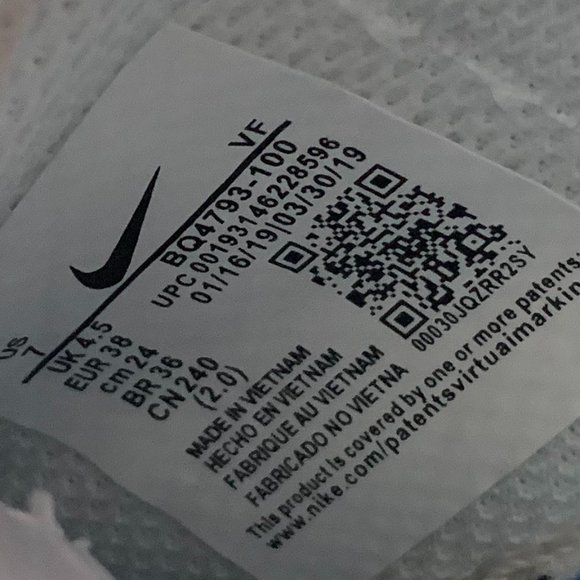 VF
BQ4793-100
UPC 00193146228596
01/16/19|03/30/19
US 7
UK 4.5
EUR 38
cm 24
BR 36
CN 240
(2.0)
00030JQZRR2SY
MADE IN VIETNAM
HECHO EN VIETNAM
FABRIQUE AU VIETNAM
FABRICADO NO VIETNA
This product is covered by one or more patents.
www.nike.com/patentsvirtualmarkin